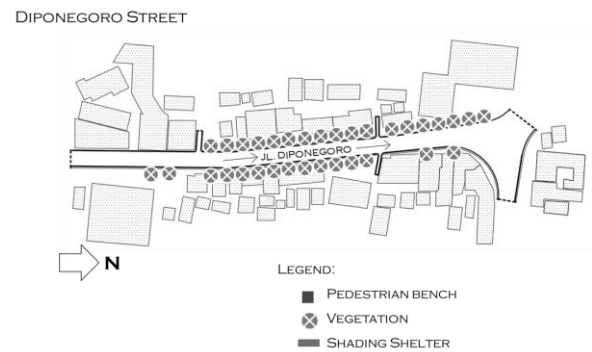 DIPONEGORO STREET
JL. DIPONEGORO
N
LEGEND:
PEDESTRIAN BENCH
VEGETATION
SHADING SHELTER